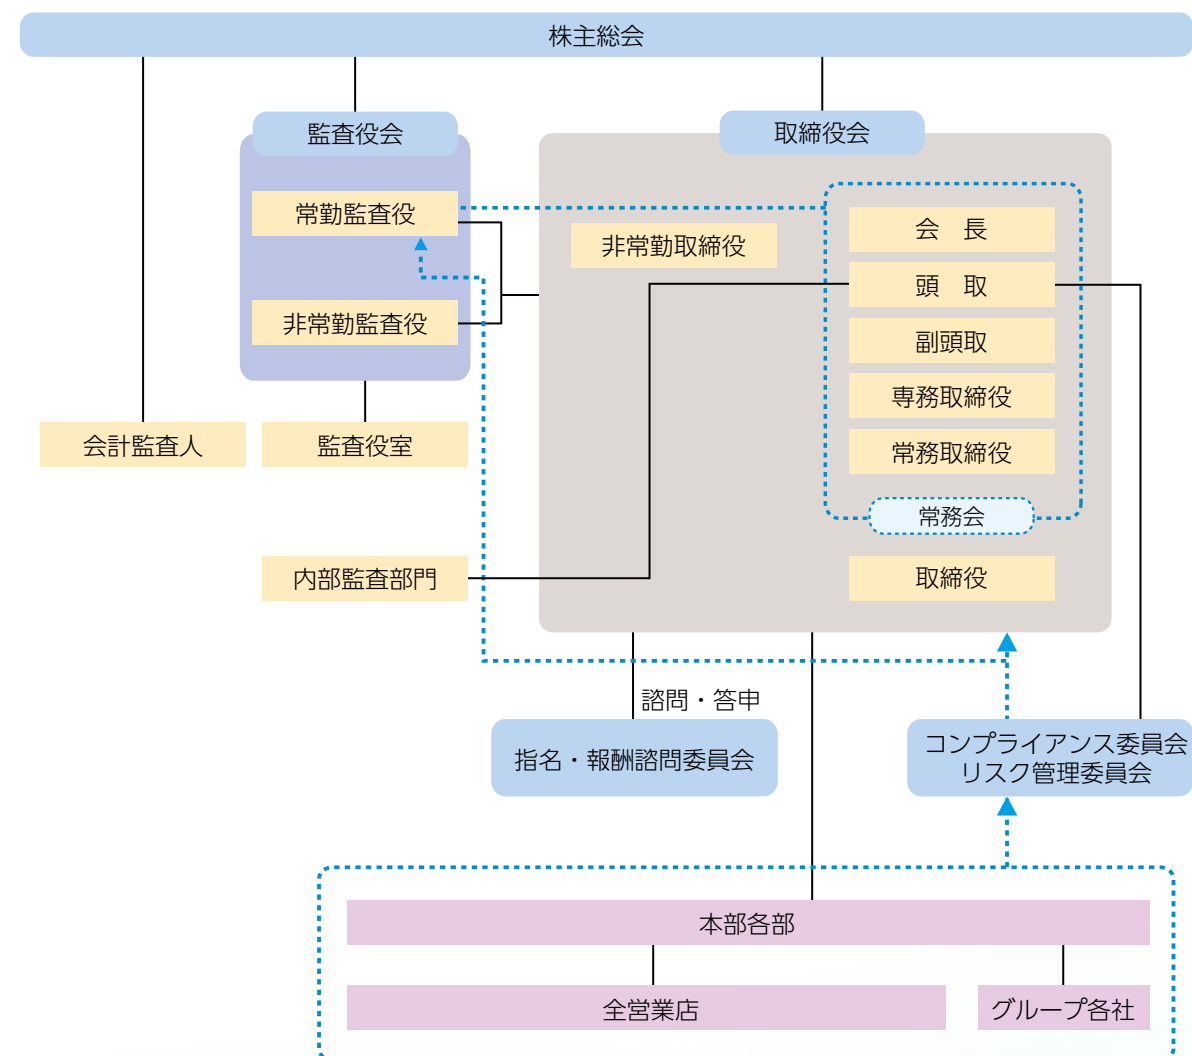 株主総会
監査役会
取締役会
常勤監査役
非常勤監査役
非常勤取締役
会　長
頭　取
副頭取
専務取締役
常務取締役
常務会
取締役
会計監査人
監査役室
内部監査部門
諮問・答申
指名・報酬諮問委員会
コンプライアンス委員会
リスク管理委員会
本部各部
全営業店
グループ各社